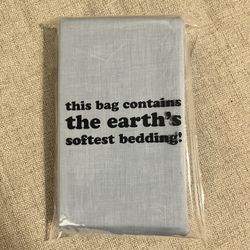 this bag contains
the earth's
softest bedding!